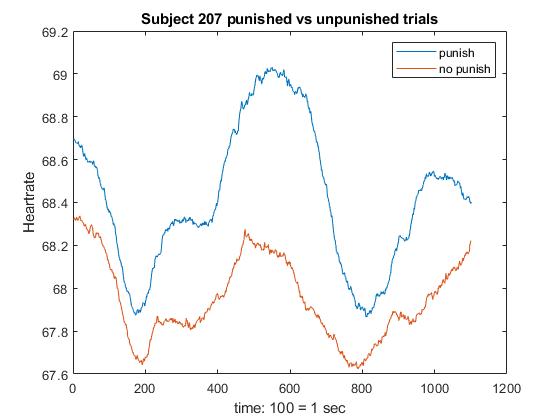 Subject 207 punished vs unpunished trials
69.2
69
68.8
68.6
68.4
68.2
68
67.8
67.6
Heartrate
punish
no punish
0 200 400 600 800 1000 1200
time: 100 = 1 sec